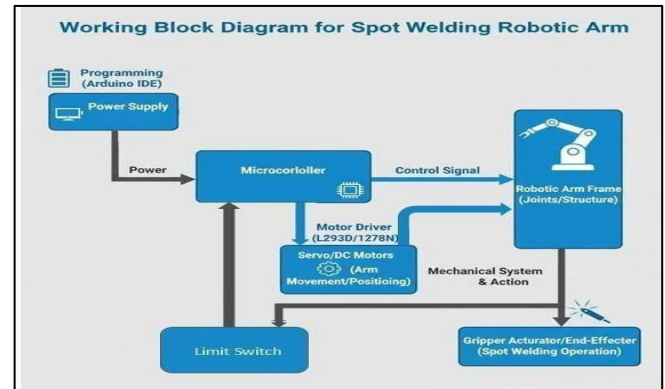 Working Block Diagram for Spot Welding Robotic Arm
Programming
(Arduino IDE)
Power Supply
Power
Microcorloller
Control Signal
Robotic Arm Frame
(Joints/Structure)
Motor Driver
(L293D/1278N)
Servo/DC Motors
(Arm
Movement/Positioing)
Mechanical System
& Action
Limit Switch
Gripper Acturator/End-Effecter
(Spot Welding Operation)